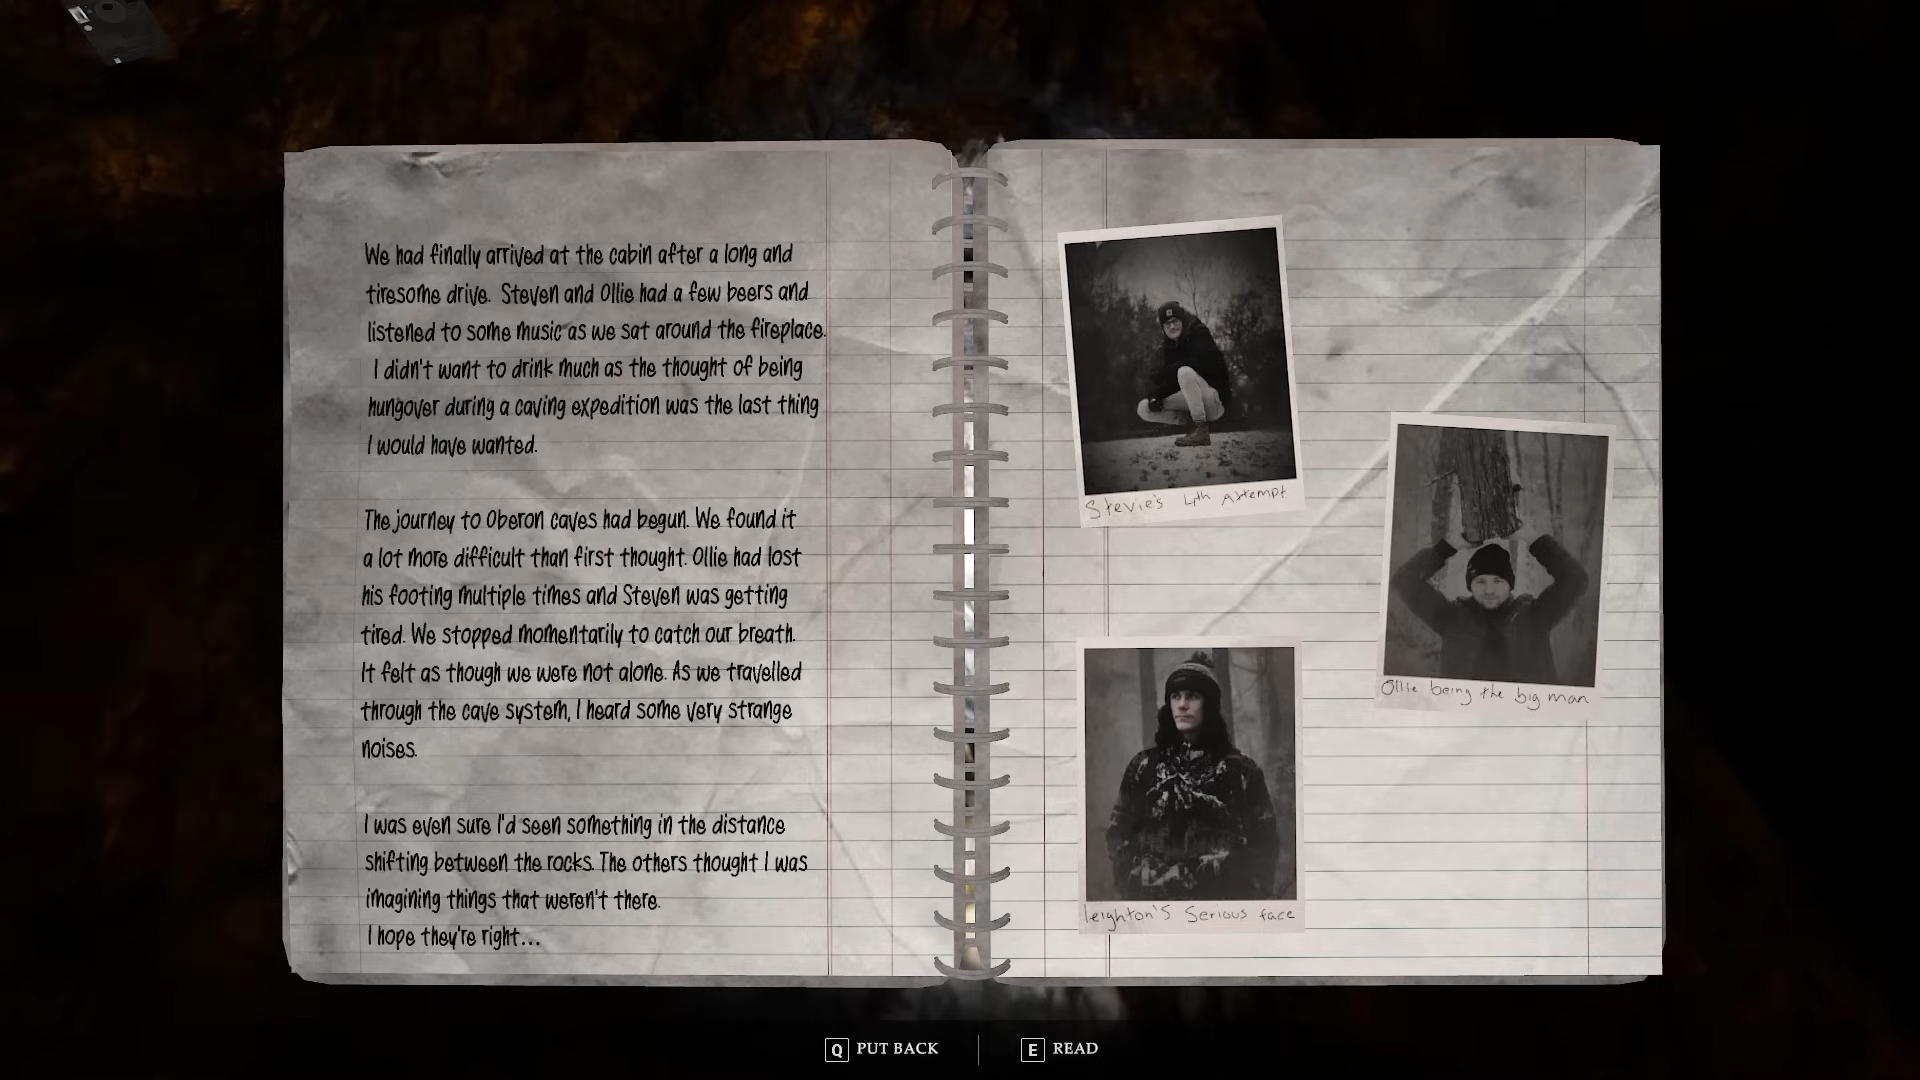 We had finally arrived at the cabin after a long and
tiresome drive. Steven and Ollie had a few beers and
listened to some music as we sat around the fireplace.
I didn't want to drink much as the thought of being
hungover during a caving expedition was the last thing
I would have wanted.
The journey to Oberon caves had begun. We found it
a lot more difficult than first thought. Ollie had lost
his footing multiple times and Steven was getting
tired. We stopped momentarily to catch our breath.
It felt as though we were not alone. As we travelled
through the cave system, I heard some very strange
noises.
I was even sure I'd seen something in the distance
shifting between the rocks. The others thought I was
imagining things that weren't there.
I hope they're right...
Stevie's 4th Attempt
Ollie being the big man
leighton's Serious face
Q PUT BACK
E READ